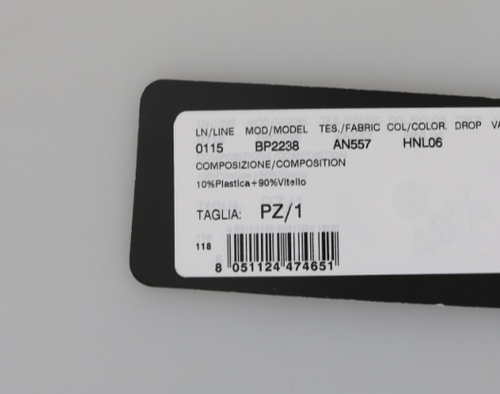 LN/LINE MOD/MODEL TES./FABRIC COL/COLOR. DROP VA
0115 BP2238 AN557 HNL06
COMPOSIZIONE/COMPOSITION
10%Plastica+90%Vitello
TAGLIA: PZ/1
118
8 051124 474651